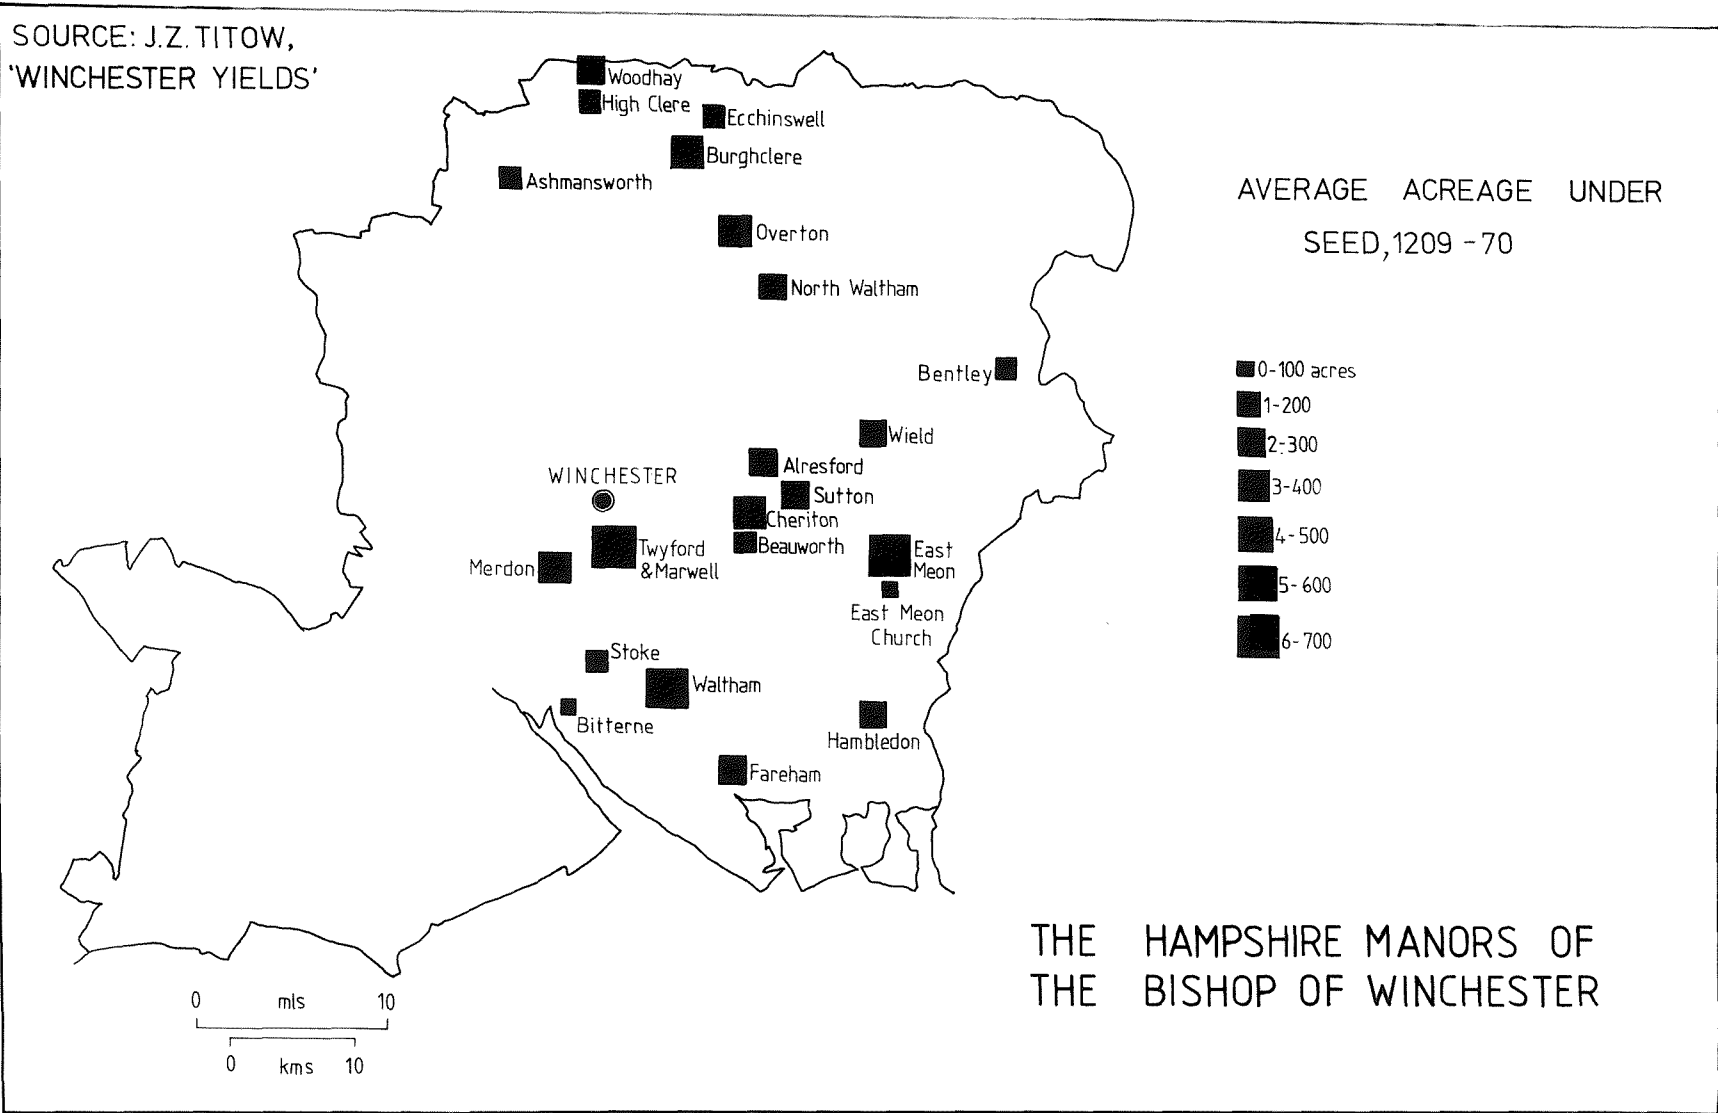 SOURCE: J.Z. TITOW,
'WINCHESTER YIELDS'
Woodhay
High Clere
Ecchinswell
Burghclere
Ashmansworth
AVERAGE ACREAGE UNDER
SEED, 1209 - 70
Overton
North Waltham
Bentley
0-100 acres
1-200
2-300
3-400
4-500
5-600
6-700
Wield
Alresford
WINCHESTER
Sutton
Cheriton
Beauworth
Twyford
& Marwell
Merdon
East
Meon
East Meon
Church
Stoke
Waltham
Bitterne
Hambledon
Fareham
THE HAMPSHIRE MANORS OF
THE BISHOP OF WINCHESTER
0 mls 10
0 kms 10